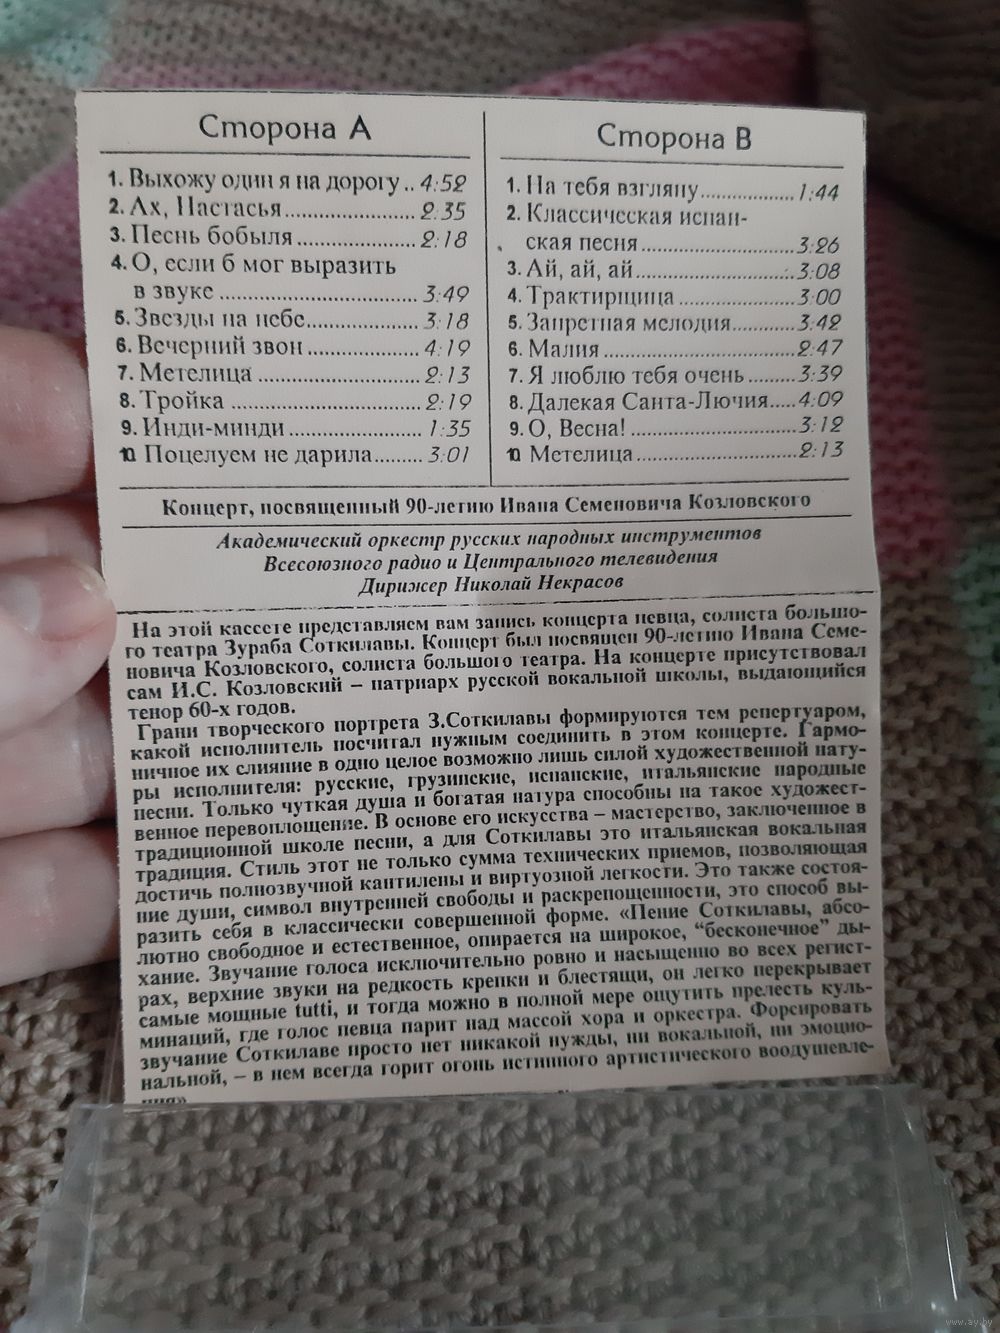 Сторона А
1. Выхожу один я на дорогу .. 4:52
2. Ах, Настасья ...................... 2:35
3. Песнь бобыля .................... 2:18
4. О, если б мог выразить
в звуке ................................. 3:49
5. Звезды на небе ................... 3:18
6. Вечерний звон ................... 4:19
7. Метелица ........................... 2:13
8. Тройка ............................... 2:19
9. Инди-минди ....................... 1:35
10 Поцелуем не дарила......... 3:01
Сторона В
1. На тебя взгляну ............... 1:44
2. Классическая испан-
ская песня ......................... 3:26
3. Ай, ай, ай .......................... 3:08
4. Трактирщица .................... 3:00
5. Запретная мелодия .......... 3:42
6. Малия ................................ 2:47
7. Я люблю тебя очень ........ 3:39
8. Далекая Санта-Лючия..... 4:09
9. О, Весна! ........................... 3:12
10 Метелица .......................... 2:13
Концерт, посвященный 90-летию Ивана Семеновича Козловского
Академический оркестр русских народных инструментов
Всесоюзного радио и Центрального телевидения
Дирижер Николай Некрасов
На этой кассете представляем вам запись концерта певца, солиста большо-
го театра Зураба Соткилавы. Концерт был посвящен 90-летию Ивана Семе-
новича Козловского, солиста большого театра. На концерте присутствовал
сам И.С. Козловский – патриарх русской вокальной школы, выдающийся
тенор 60-х годов.
Грани творческого портрета З.Соткилавы формируются тем репертуаром,
какой исполнитель посчитал нужным соединить в этом концерте. Гармо-
ничное их слияние в одно целое возможно лишь силой художественной нату-
ры исполнителя: русские, грузинские, испанские, итальянские народные
песни. Только чуткая душа и богатая натура способны на такое художест-
венное перевоплощение. В основе его искусства – мастерство, заключенное в
традиционной школе песни, а для Соткилавы это итальянская вокальная
традиция. Стиль этот не только сумма технических приемов, позволяющая
достичь полнозвучной кантилены и виртуозной легкости. Это также состоя-
ние души, символ внутренней свободы и раскрепощенности, это способ вы-
разить себя в классически совершенной форме. «Пение Соткилавы, абсо-
лютно свободное и естественное, опирается на широкое, “бесконечное” ды-
хание. Звучание голоса исключительно ровно и насыщенно во всех регист-
рах, верхние звуки на редкость крепки и блестящи, он легко перекрывает
самые мощные tutti, и тогда можно в полной мере ощутить прелесть куль-
минаций, где голос певца парит над массой хора и оркестра. Форсировать
звучание Соткилаве просто нет никакой нужды, ни вокальной, ни эмоцио-
нальной, – в нем всегда горит огонь истинного артистического воодушевле-
ния»
www.ay.by